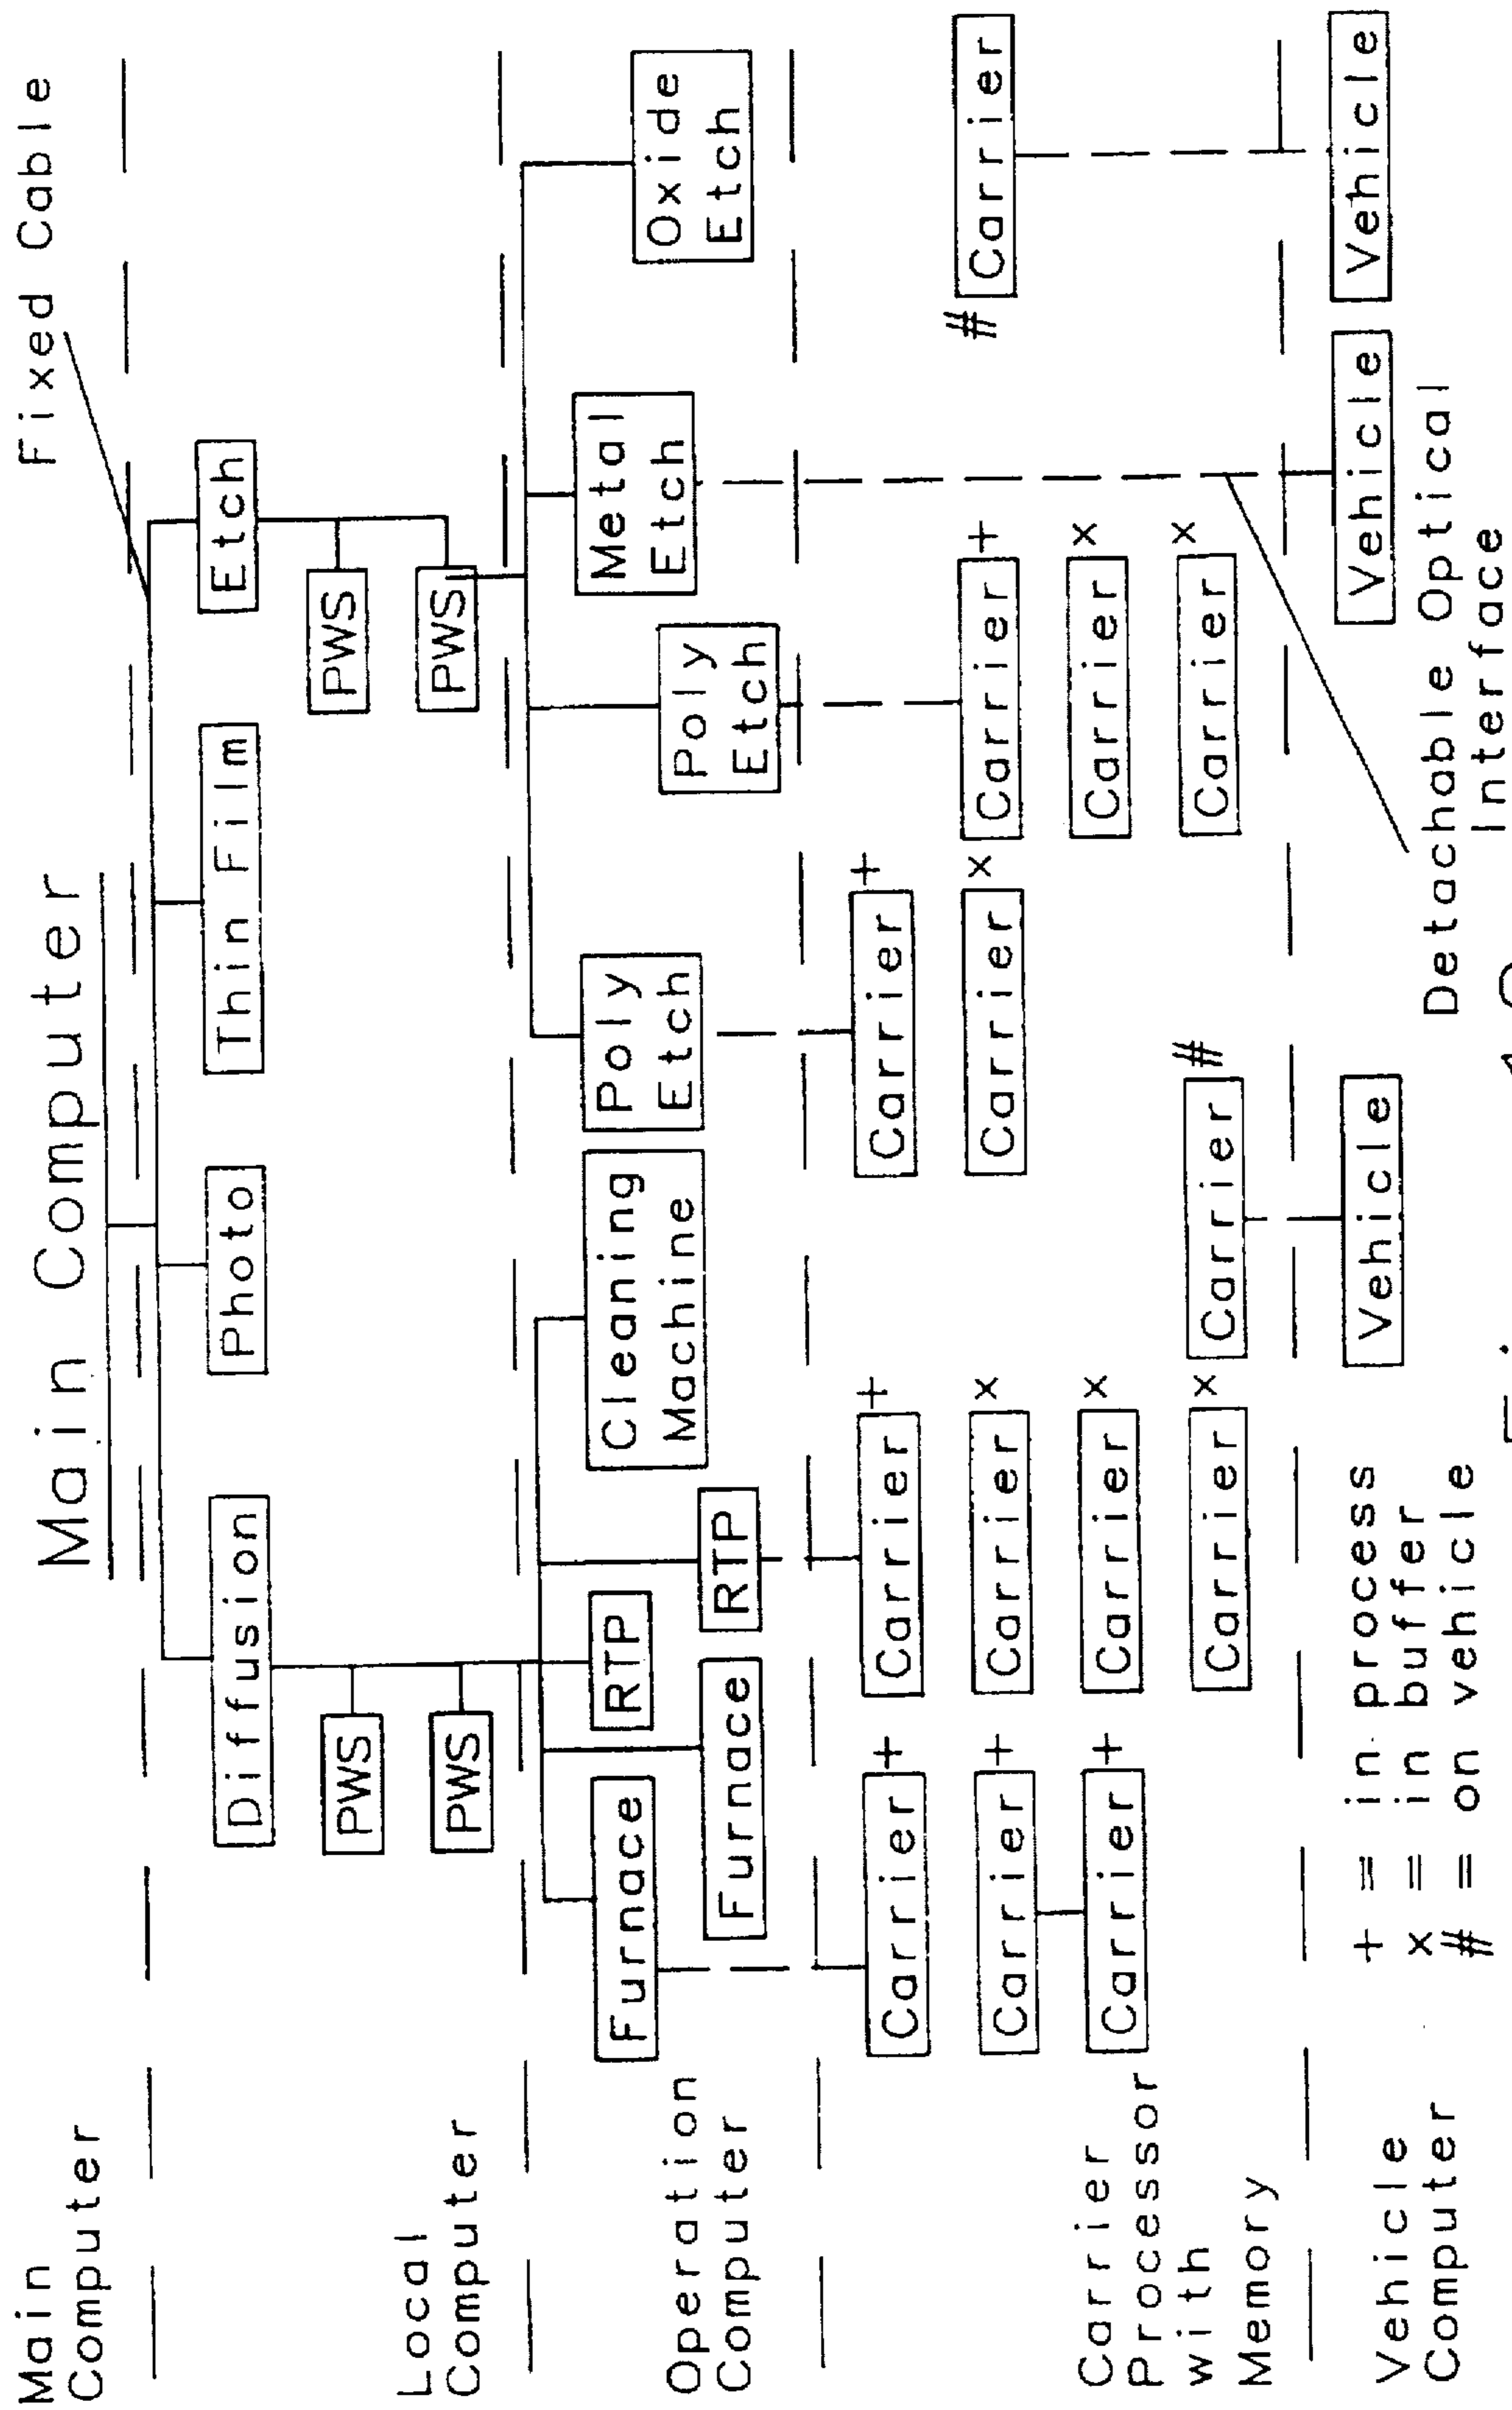 Fixed Cable
Main Computer
Main
Computer
Diffusion
Photo
Thin Film
Etch
PWS
PWS
PWS
PWS
Local
Computer
Furnace
RTP
Cleaning
Machine
Poly
Etch
Metal
Etch
Oxide
Etch
Poly
Etch
Furnace
RTP
Operation
Computer
Carrier +
Carrier +
Carrier +
Carrier +
Carrier x
Carrier x
Carrier x
Carrier #
Carrier +
Carrier x
Carrier +
Carrier x
Carrier x
# Carrier
Carrier
Processor
with
Memory
Vehicle
Vehicle
Vehicle
Vehicle
Computer
+ = in process
x = in buffer
# = on vehicle
Detachable Optical
Interface